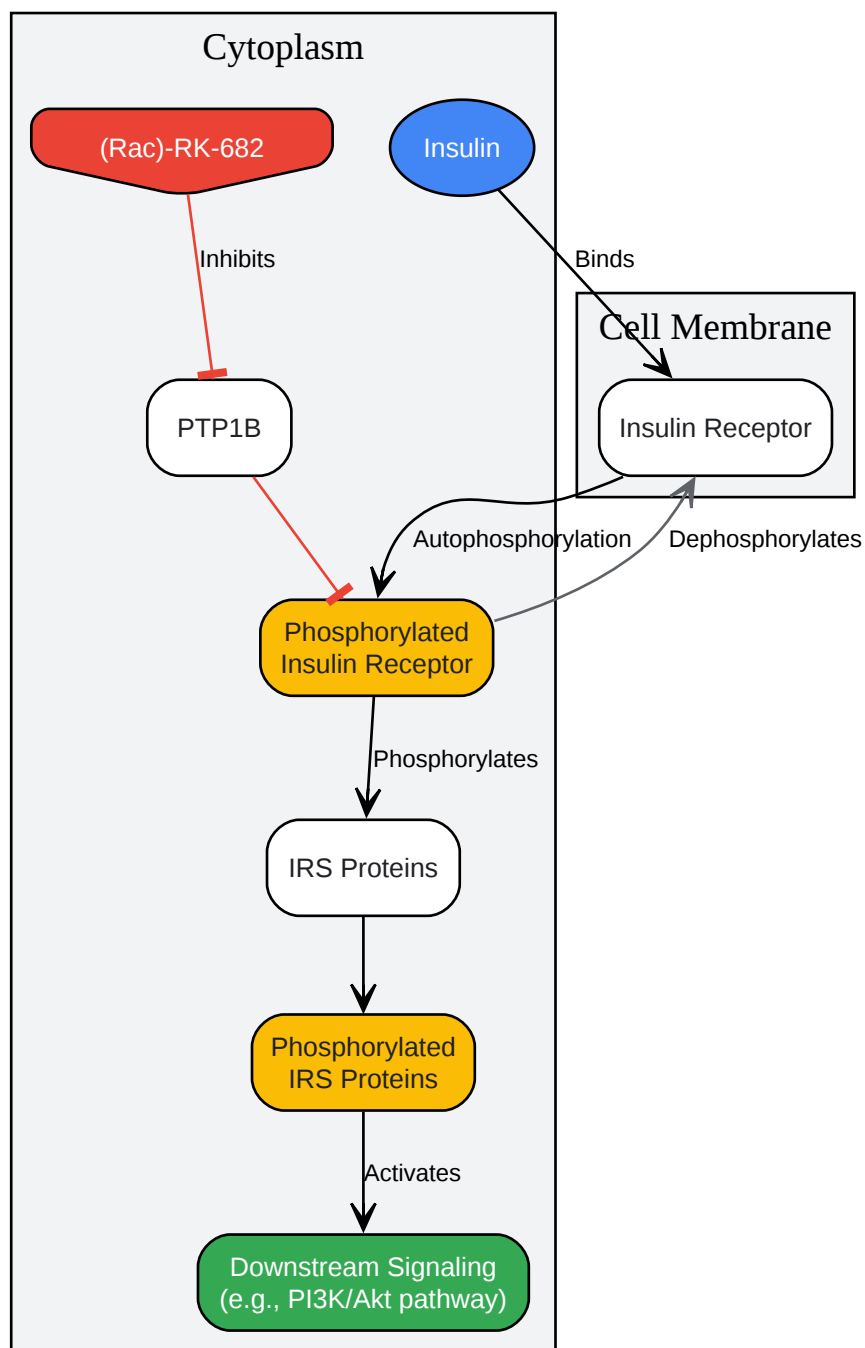 Cytoplasm
(Rac)-RK-682
Insulin
Inhibits
Binds
Cell Membrane
PTP1B
Insulin Receptor
Autophosphorylation
Dephosphorylates
Phosphorylated
Insulin Receptor
Phosphorylates
IRS Proteins
Phosphorylated
IRS Proteins
Activates
Downstream Signaling
(e.g., PI3K/Akt pathway)